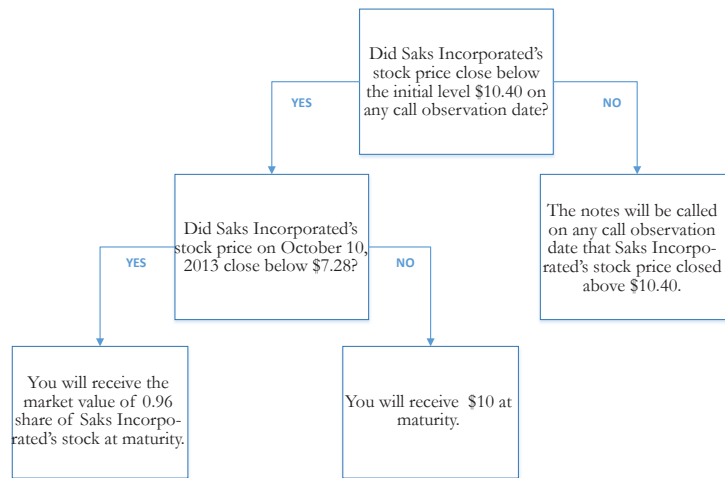 Did Saks Incorporated's
stock price close below
the initial level $10.40 on
any call observation date?
YES
NO
Did Saks Incorporated's
stock price on October 10,
2013 close below $7.28?
The notes will be called
on any call observation
date that Saks Incorpo-
rated's stock price closed
above $10.40.
YES
NO
You will receive the
market value of 0.96
share of Saks Incorpo-
rated's stock at maturity.
You will receive $10 at
maturity.